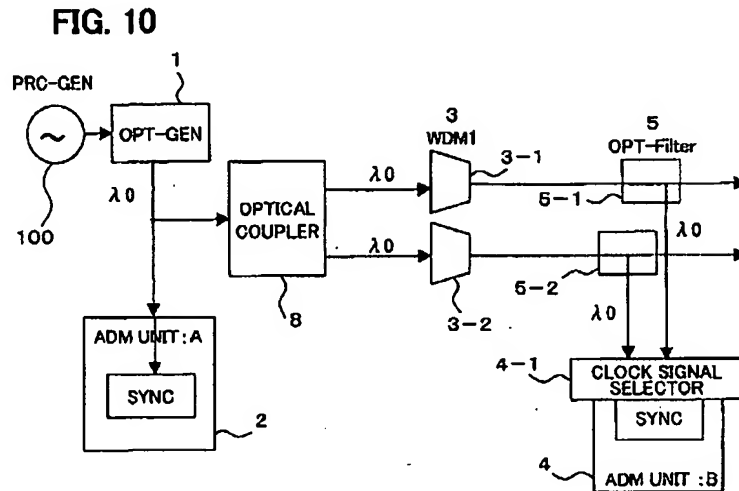 FIG. 10
PRC-GEN
1
OPT-GEN
100
λ0
OPTICAL
COUPLER
8
λ0
λ0
3
WDM1
3-1
3-2
5
OPT-Filter
5-1
λ0
5-2
λ0
ADM UNIT:A
SYNC
2
4-1
CLOCK SIGNAL
SELECTOR
SYNC
4
ADM UNIT :B